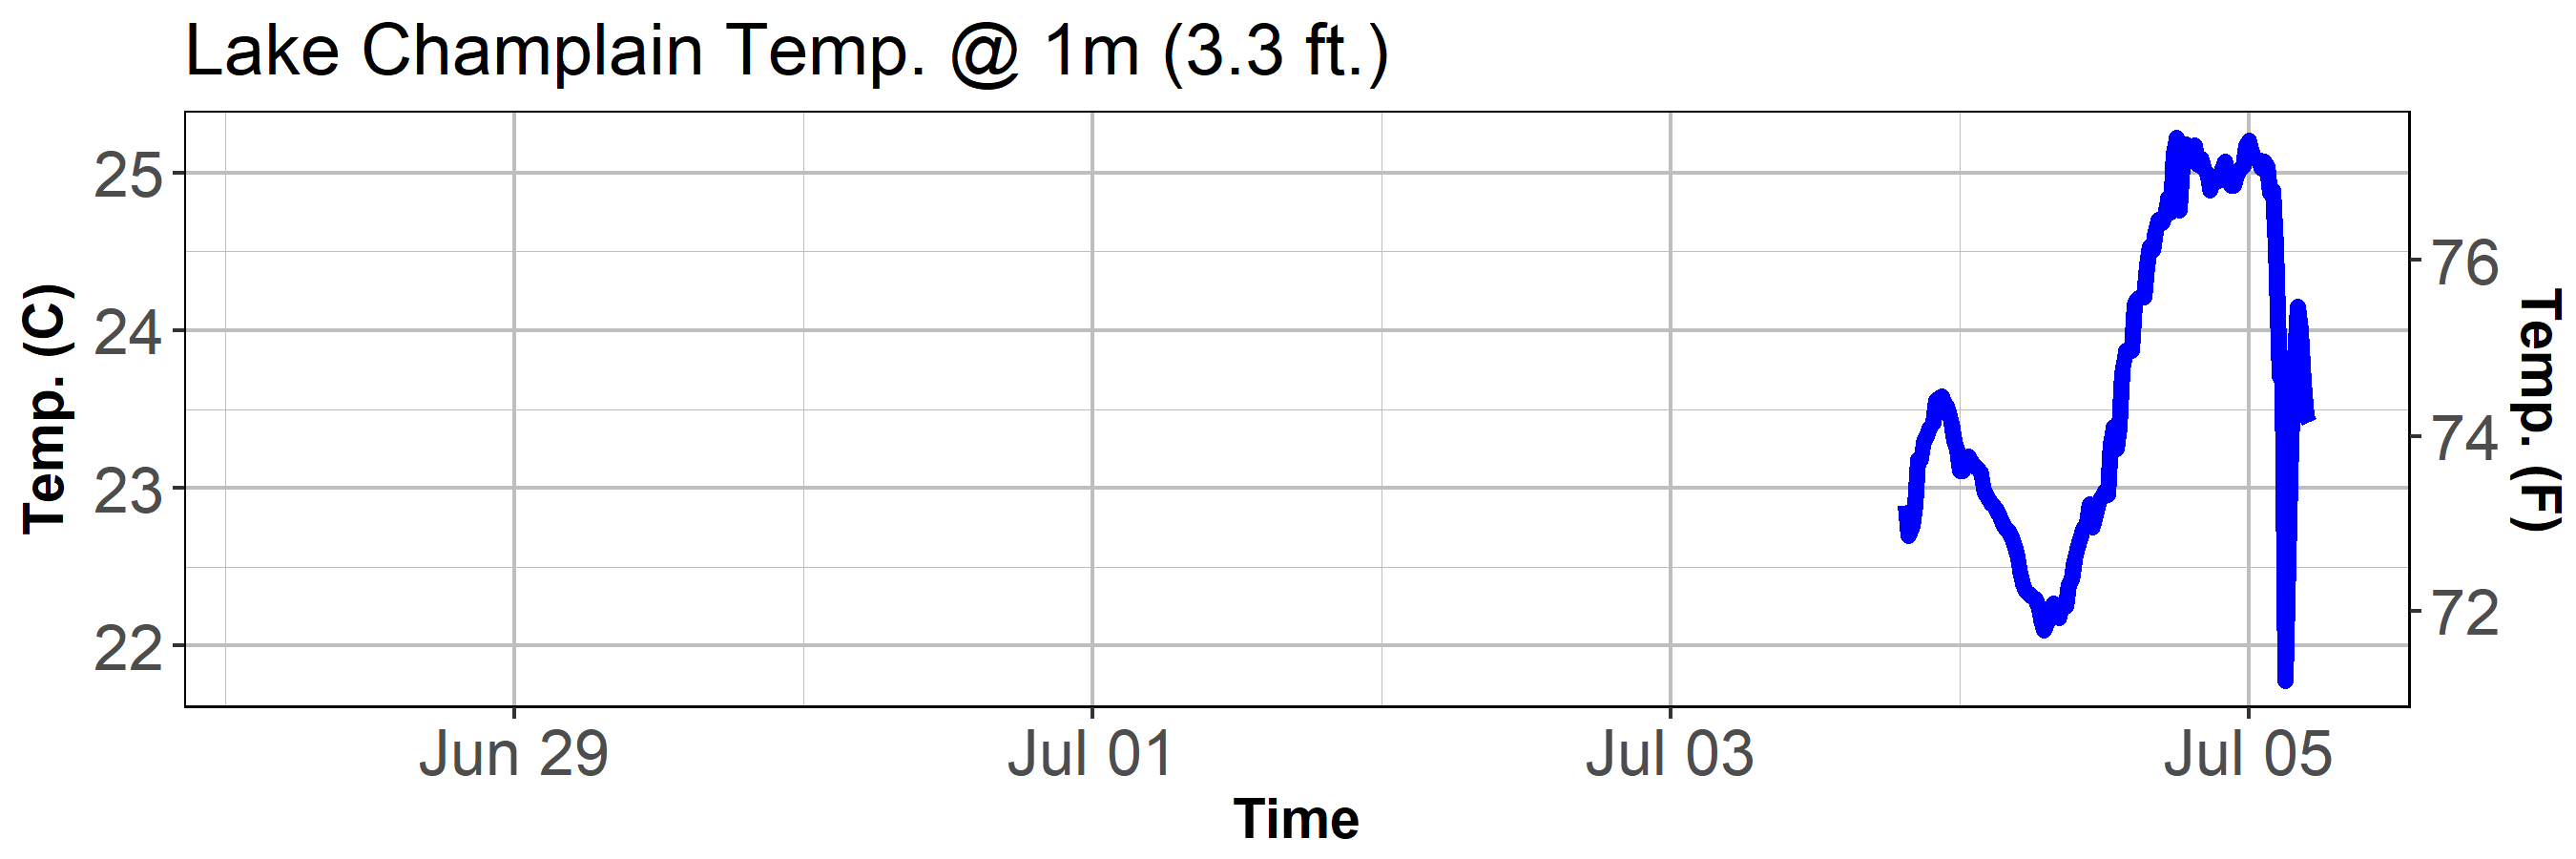 Lake Champlain Temp. @ 1m (3.3 ft.)
Temp. (C)
25
24
23
22
76
74
72
Temp. (F)
Jun 29 Jul 01 Jul 03 Jul 05
Time